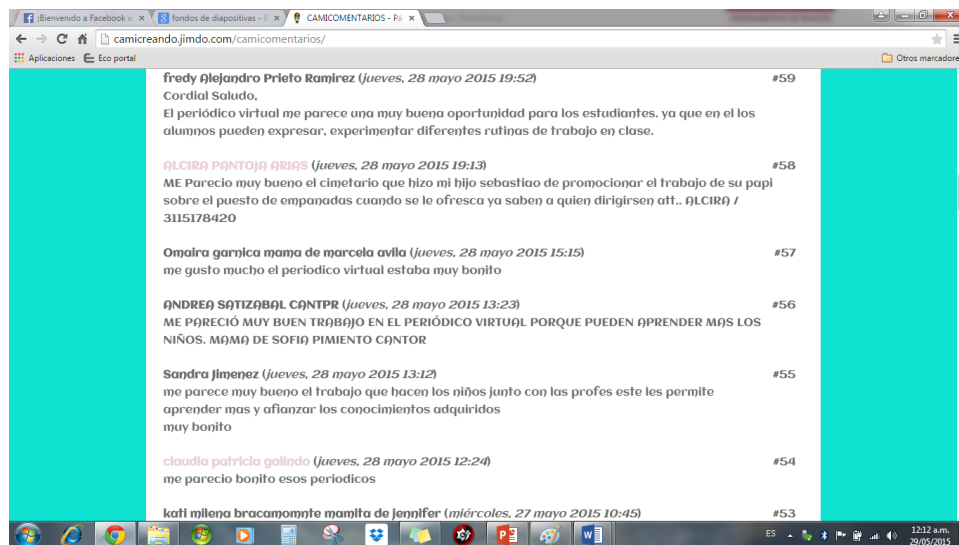 ¡Bienvenido a Facebook e
fondos de diapositivas - B
CAMICOMENTARIOS - Pá
camicreando.jimdo.com/camicomentarios/
Aplicaciones
Eco portal
Otros marcadore
fredy Alejandro Prieto Ramirez (jueves, 28 mayo 2015 19:52)
#59
Cordial Saludo,
El periódico virtual me parece una muy buena oportunidad para los estudiantes. ya que en el los
alumnos pueden expresar, experimentar diferentes rutinas de trabajo en clase.
ALCIRA PANTOJA ARIAS (jueves, 28 mayo 2015 19:13)
#58
ME Parecio muy bueno el cimetario que hizo mi hijo sebastiao de promocionar el trabajo de su papi
sobre el puesto de empanadas cuando se le ofresca ya saben a quien dirigirsen att.. ALCIRA /
3115178420
Omaira garnica mama de marcela avila (jueves, 28 mayo 2015 15:15)
#57
me gusto mucho el periodico virtual estaba muy bonito
ANDREA SATIZABAL CANTPR (jueves, 28 mayo 2015 13:23)
#56
ME PARECIÓ MUY BUEN TRABAJO EN EL PERIÓDICO VIRTUAL PORQUE PUEDEN APRENDER MAS LOS
NIÑOS. MAMA DE SOFIA PIMIENTO CANTOR
Sandra Jimenez (jueves, 28 mayo 2015 13:12)
#55
me parece muy bueno el trabajo que hacen los niños junto con las profes este les permite
aprender mas y afianzar los conocimientos adquiridos
muy bonito
claudia patricia galindo (jueves, 28 mayo 2015 12:24)
#54
me parecio bonito esos periodicos
kati milena bracamomnte mamita de jennifer (miércoles, 27 mayo 2015 10:45)
#53
ES
12:12 a.m.
29/05/2015